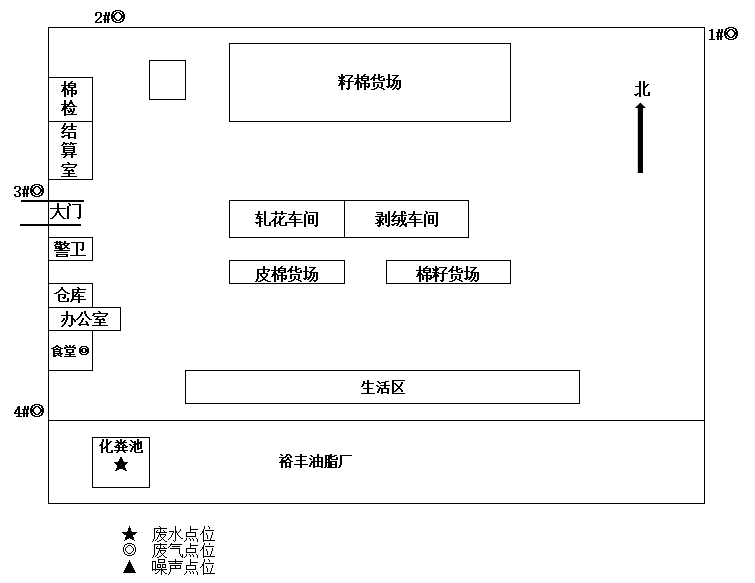 2#◎
1#◎
籽棉货场
北
棉
检
结
算
室
3#◎
大门
轧花车间
剥绒车间
警卫
皮棉货场
棉籽货场
仓库
办公室
食堂◎
生活区
4#◎
化粪池
★
裕丰油脂厂
★ 废水点位
◎ 废气点位
▲ 噪声点位